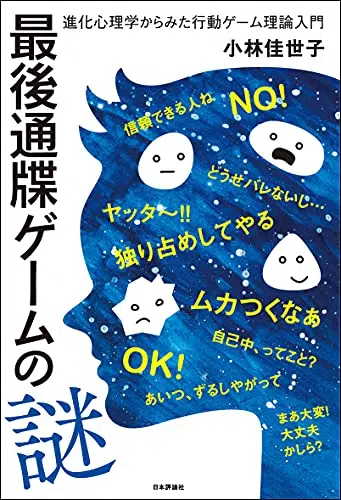 進化心理学からみた行動ゲーム理論入門
小林佳世子
最後通牒ゲームの謎
信頼できる人ね
NO!
どうせバレないし…
ヤッタ〜!!
独り占めしてやる
ムカつくなぁ
自己中、ってこと?
OK!
あいつ、ずるしやがって
まあ大変!
大丈夫
かしら?
日本評論社